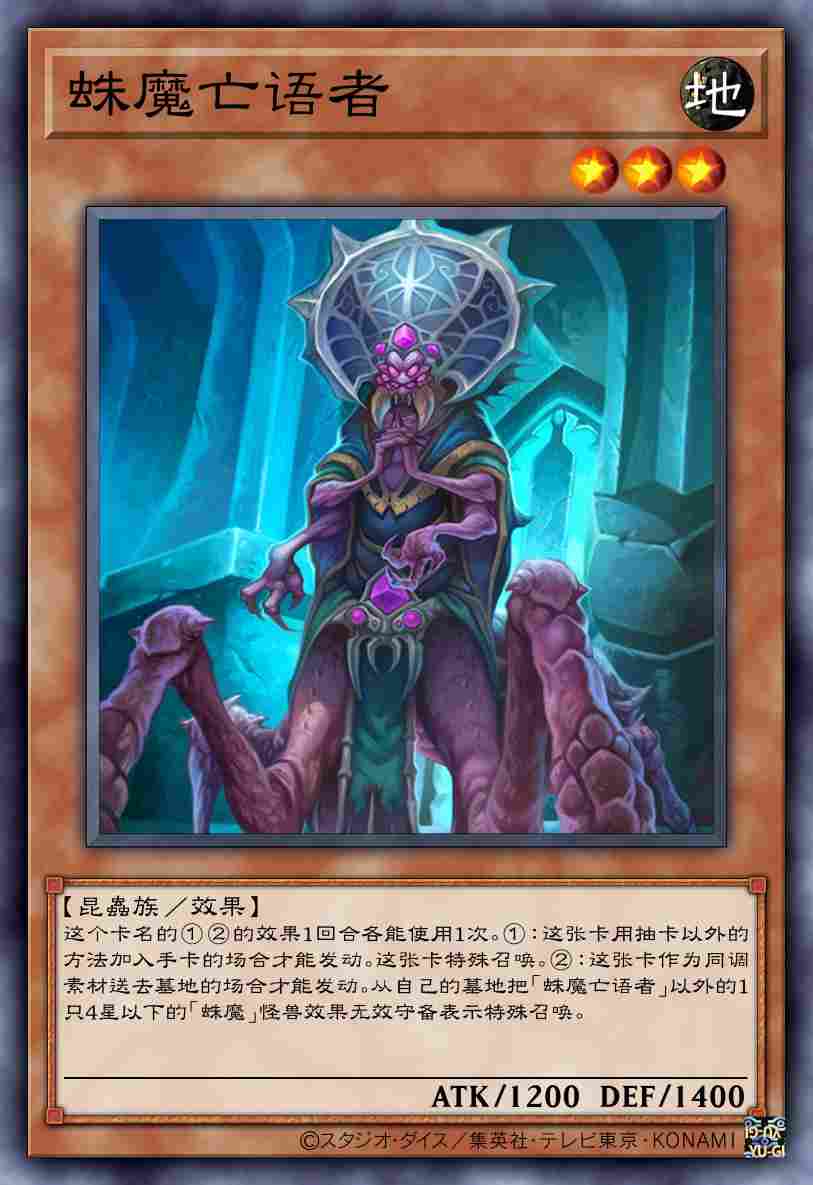 蛛魔亡语者
地
【昆蟲族／效果】
这个卡名的①②的效果1回合各能使用1次。①：这张卡用抽卡以外的
方法加入手卡的场合才能发动。这张卡特殊召唤。②：这张卡作为同调
素材送去墓地的场合才能发动。从自己的墓地把「蛛魔亡语者」以外的1
只4星以下的「蛛魔」怪兽效果无效守备表示特殊召唤。
ATK/1200 DEF/1400
©スタジオ・ダイス／集英社・テレビ東京・KONAMI